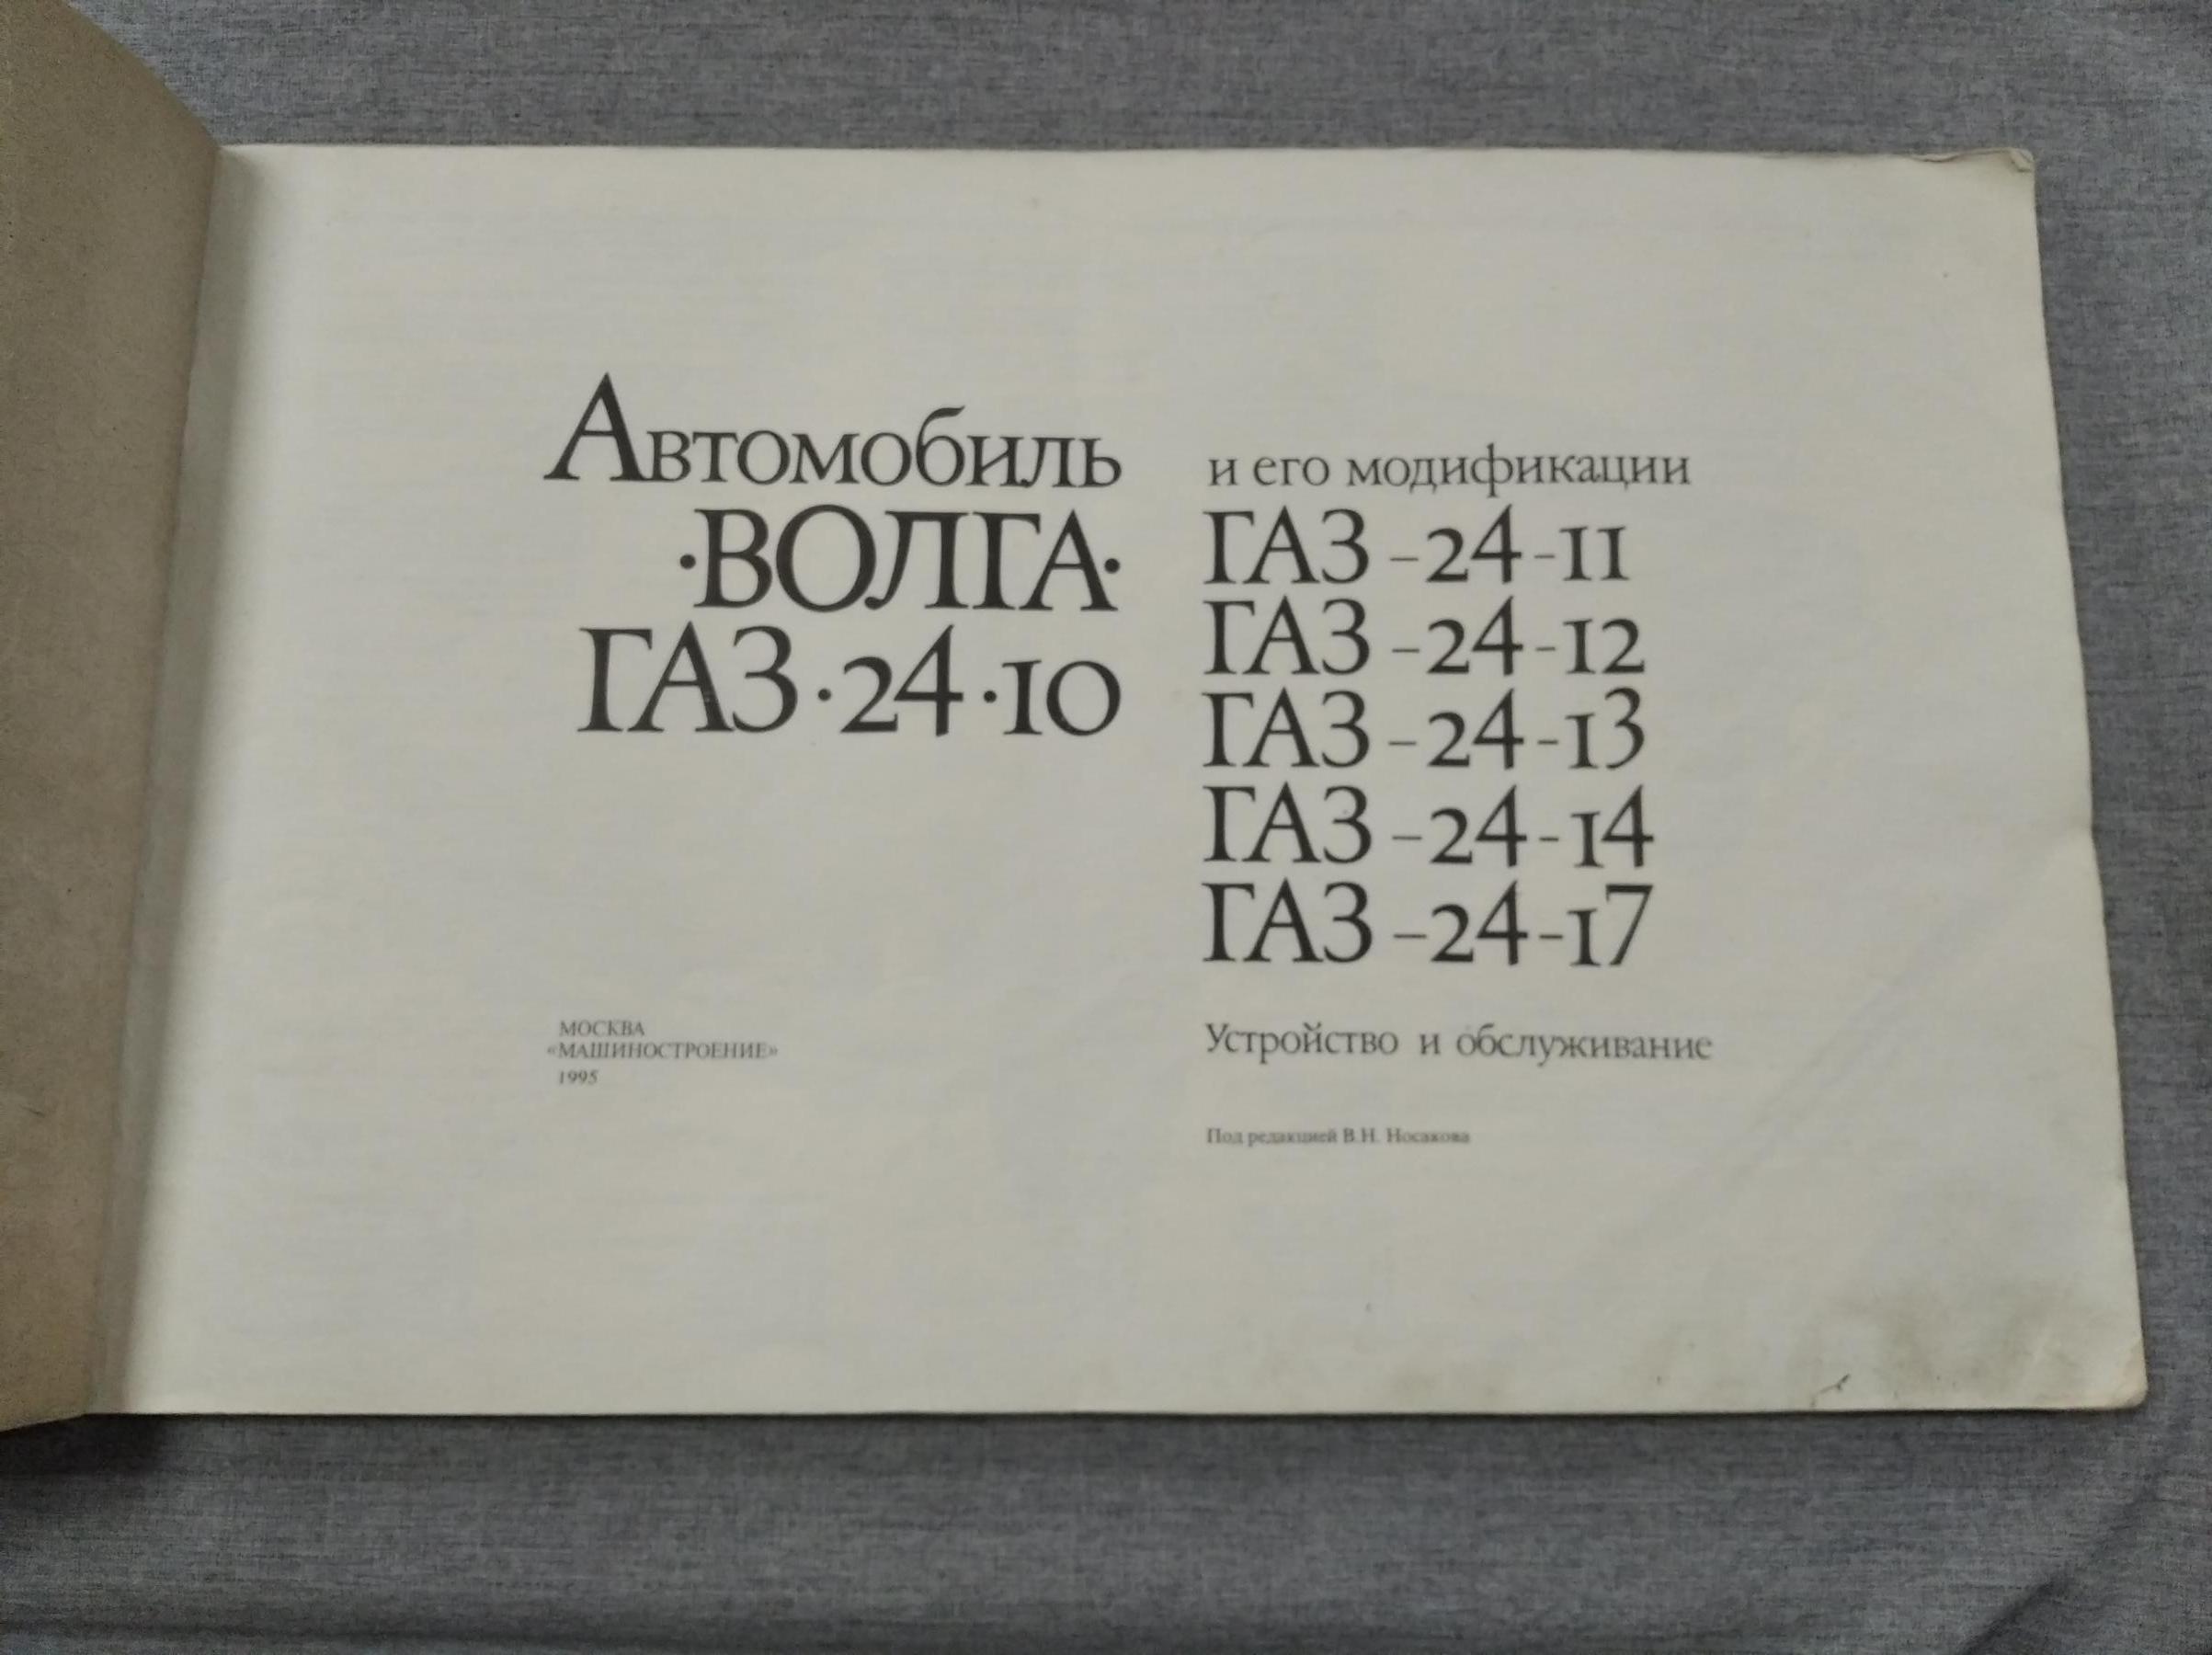 Автомобиль
·ВОЛГА·
ГАЗ·24·10
и его модификации
ГАЗ-24-11
ГАЗ-24-12
ГАЗ-24-13
ГАЗ-24-14
ГАЗ-24-17
МОСКВА
«МАШИНОСТРОЕНИЕ»
1995
Устройство и обслуживание
Под редакцией В.Н. Носакова